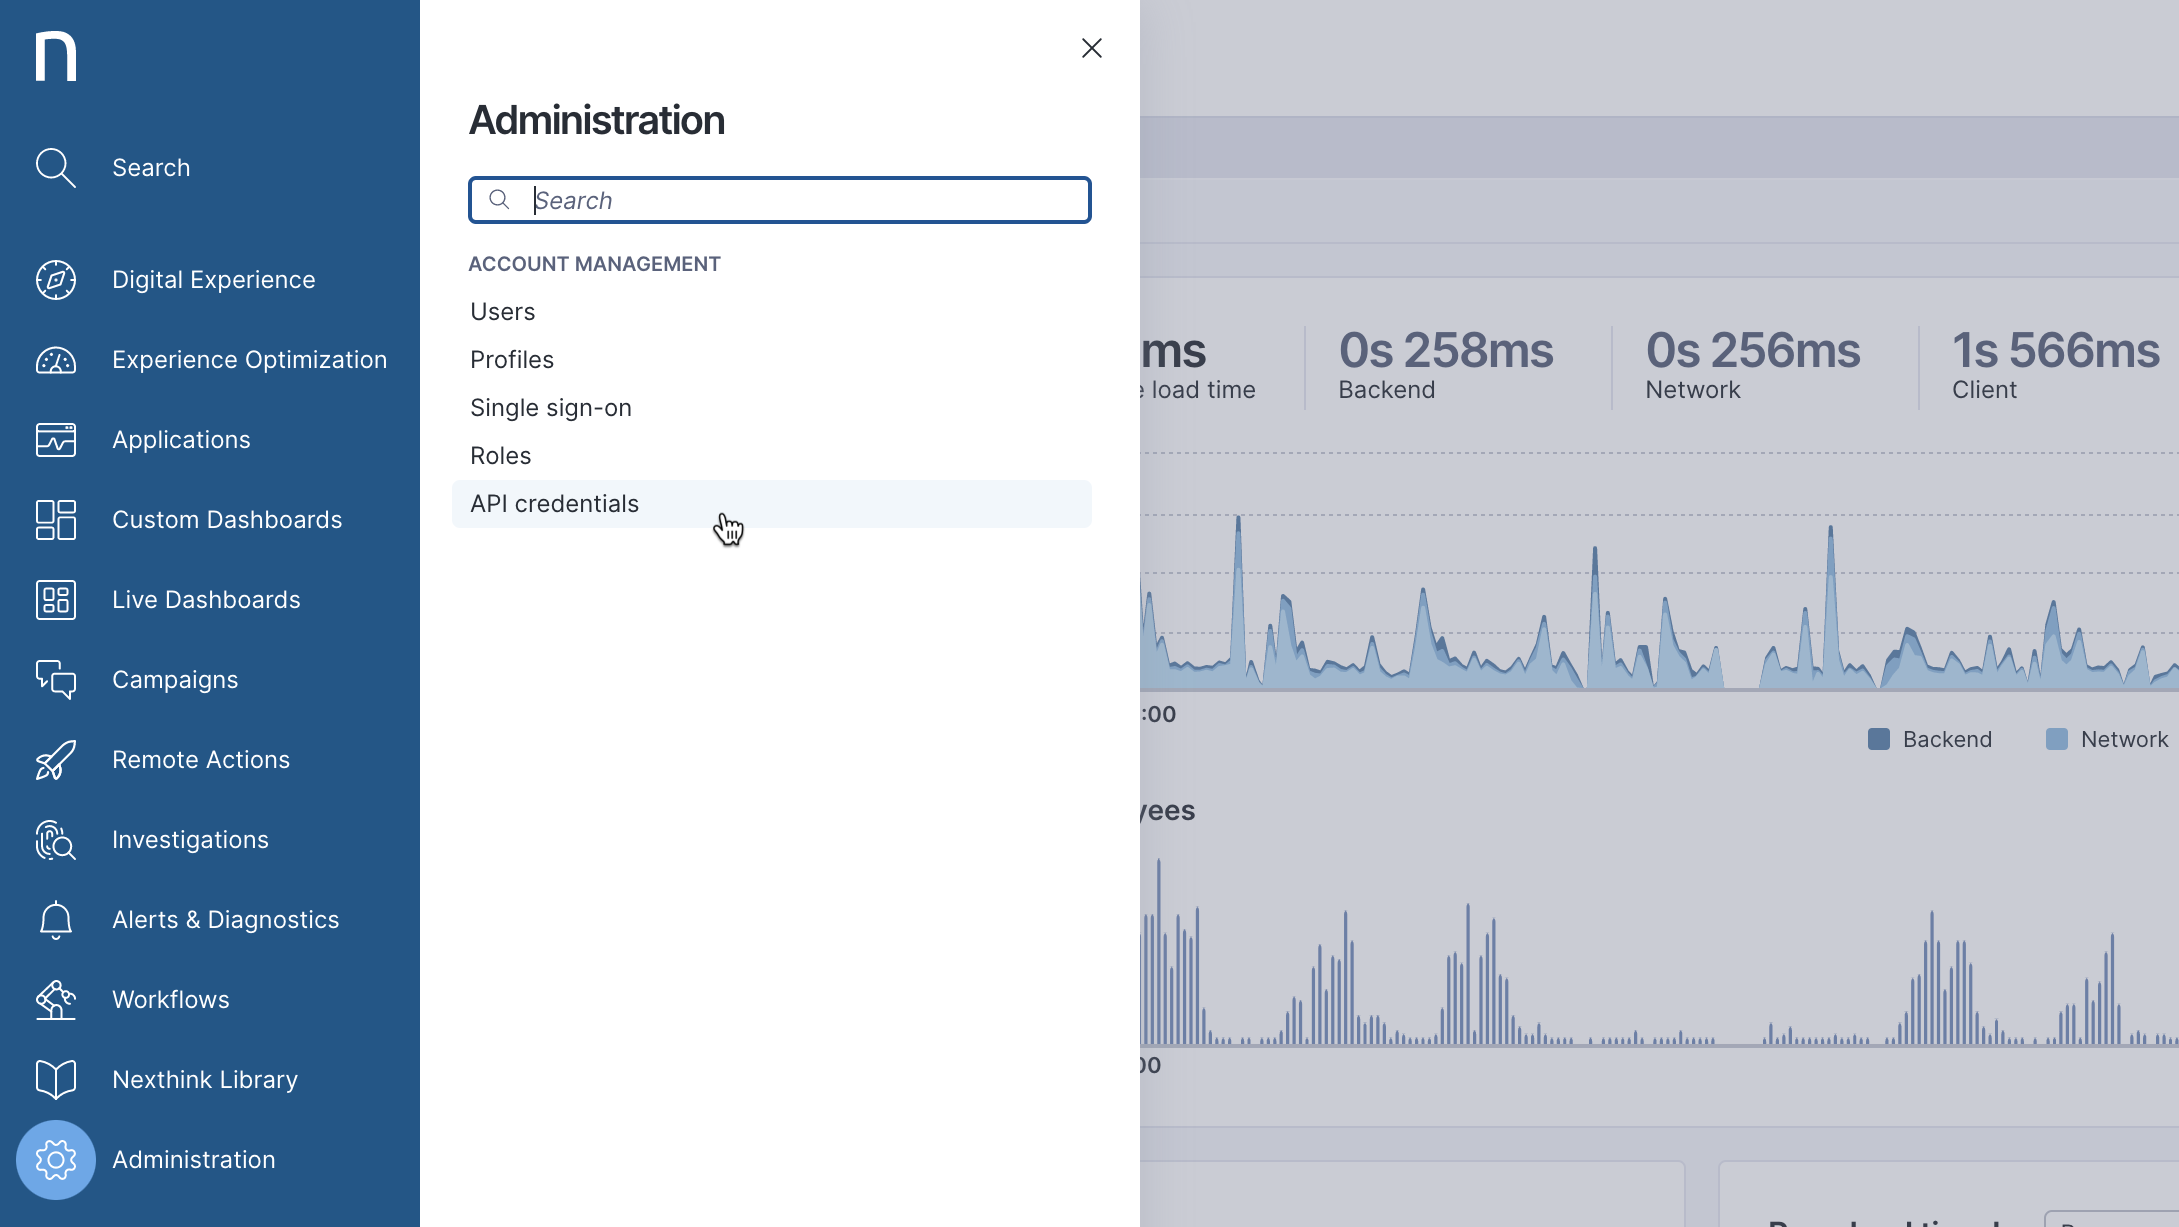 n
Search
Digital Experience
Experience Optimization
Applications
Custom Dashboards
Live Dashboards
Campaigns
Remote Actions
Investigations
Alerts & Diagnostics
Workflows
Nexthink Library
Administration
Administration
Search
ACCOUNT MANAGEMENT
Users
Profiles
Single sign-on
Roles
API credentials
ms
load time
0s 258ms
Backend
0s 256ms
Network
1s 566ms
Client
:00
Backend
Network
yees
00